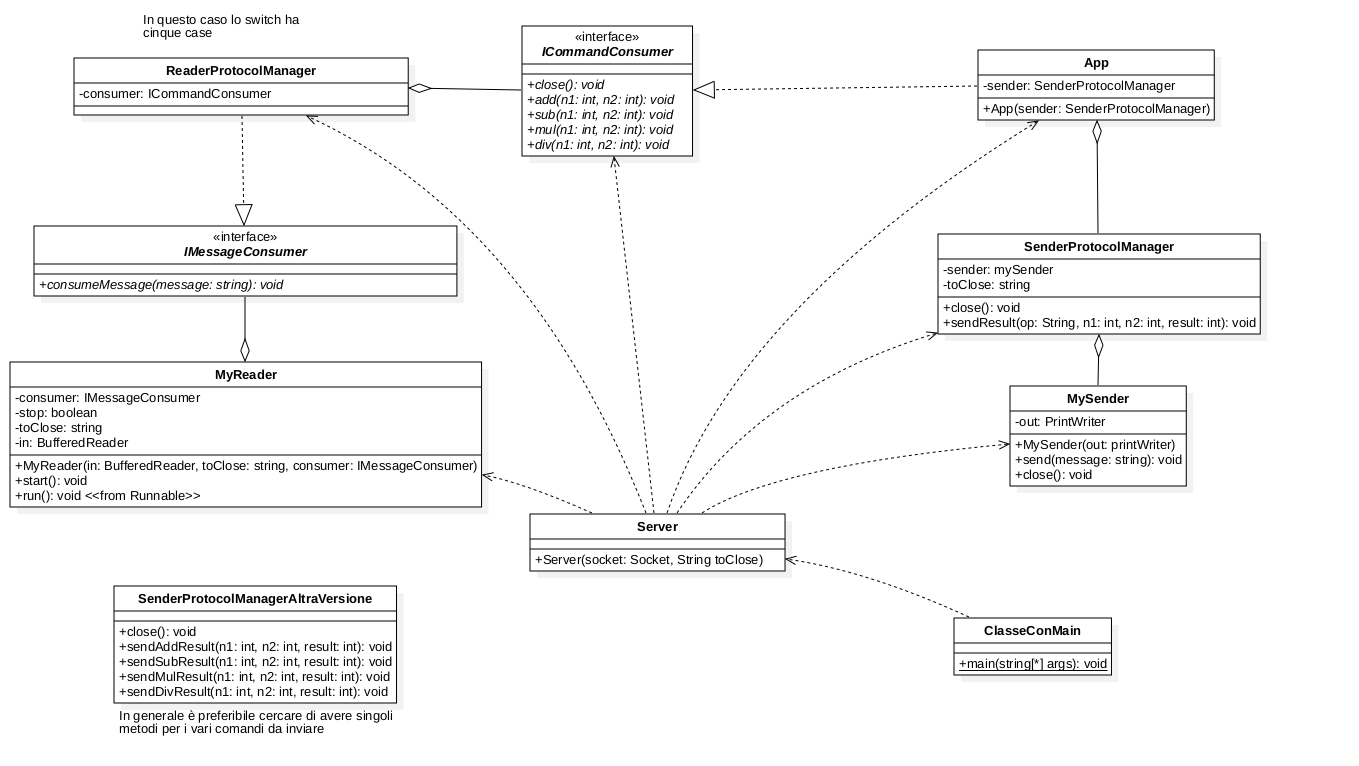 In questo caso lo switch ha
cinque case
ReaderProtocolManager
-consumer: ICommandConsumer
«interface»
ICommandConsumer
+close(): void
+add(n1: int, n2: int): void
+sub(n1: int, n2: int): void
+mul(n1: int, n2: int): void
+div(n1: int, n2: int): void
App
-sender: SenderProtocolManager
+App(sender: SenderProtocolManager)
«interface»
IMessageConsumer
+consumeMessage(message: string): void
SenderProtocolManager
-sender: mySender
-toClose: string
+close(): void
+sendResult(op: String, n1: int, n2: int, result: int): void
MyReader
-consumer: IMessageConsumer
-stop: boolean
-toClose: string
-in: BufferedReader
+MyReader(in: BufferedReader, toClose: string, consumer: IMessageConsumer)
+start(): void
+run(): void <<from Runnable>>
MySender
-out: PrintWriter
+MySender(out: printWriter)
+send(message: string): void
+close(): void
Server
+Server(socket: Socket, String toClose)
SenderProtocolManagerAltraVersione
+close(): void
+sendAddResult(n1: int, n2: int, result: int): void
+sendSubResult(n1: int, n2: int, result: int): void
+sendMulResult(n1: int, n2: int, result: int): void
+sendDivResult(n1: int, n2: int, result: int): void
In generale è preferibile cercare di avere singoli
metodi per i vari comandi da inviare
ClasseConMain
+main(string[*] args): void